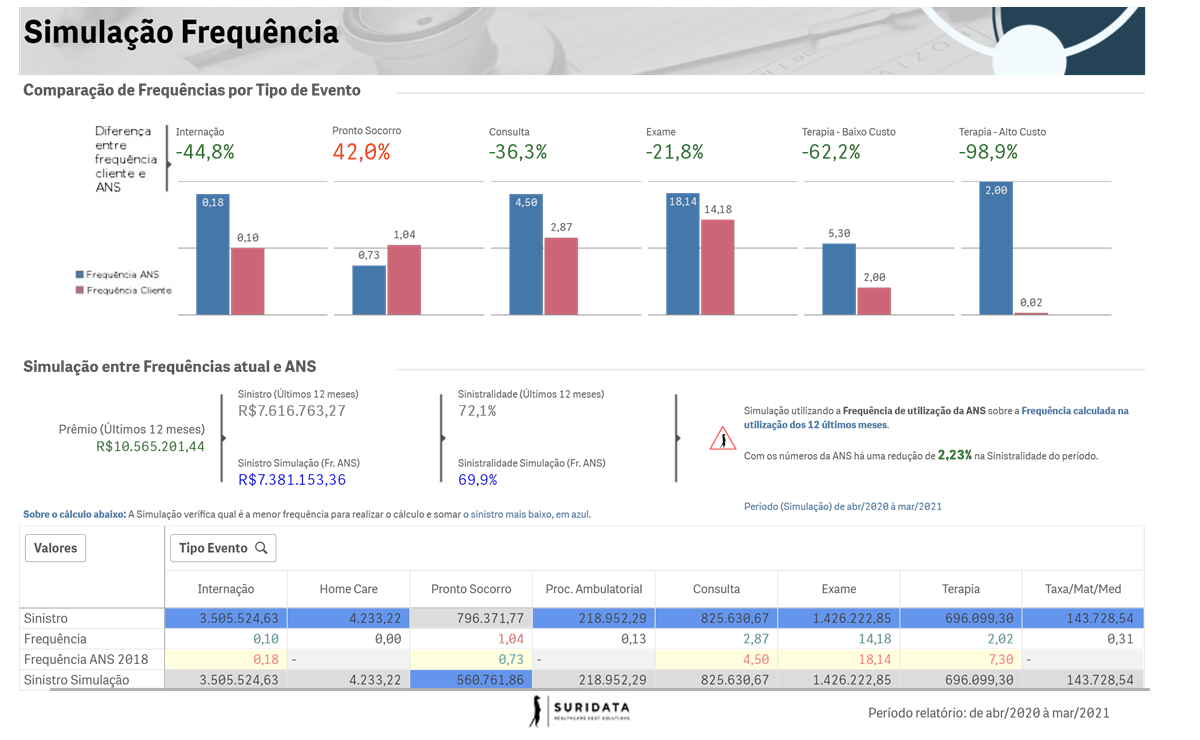 Simulação Frequência
Comparação de Frequências por Tipo de Evento
Diferença
entre
frequência
cliente e
ANS
Internação
-44,8%
Pronto Socorro
42,0%
Consulta
-36,3%
Exame
-21,8%
Terapia - Baixo Custo
-62,2%
Terapia - Alto Custo
-98,9%
Frequência ANS
Frequência Cliente
0,18
0,10
0,73
1,04
4,50
2,87
18,14
14,18
5,30
2,00
2,00
0,02
Simulação entre Frequências atual e ANS
Prêmio (Últimos 12 meses)
R$10.565.201,44
Sinistro (Últimos 12 meses)
R$7.616.763,27
Sinistro Simulação (Fr. ANS)
R$7.381.153,36
Sinistralidade (Últimos 12 meses)
72,1%
Sinistralidade Simulação (Fr. ANS)
69,9%
Simulação utilizando a Frequência de utilização da ANS sobre a Frequência calculada na
utilização dos 12 últimos meses.
Com os números da ANS há uma redução de 2,23% na Sinistralidade do período.
Período (Simulação) de abr/2020 à mar/2021
Sobre o cálculo abaixo: A Simulação verifica qual é a menor frequência para realizar o cálculo e somar o sinistro mais baixo, em azul.
Valores
Tipo Evento
Internação Home Care Pronto Socorro Proc. Ambulatorial Consulta Exame Terapia Taxa/Mat/Med
Sinistro 3.505.524,63 4.233,22 796.371,77 218.952,29 825.630,67 1.426.222,85 696.099,30 143.728,54
Frequência 0,10 0,00 1,04 0,13 2,87 14,18 2,02 0,31
Frequência ANS 2018 0,18 - 0,73 - 4,50 18,14 7,30 -
Sinistro Simulação 3.505.524,63 4.233,22 560.761,86 218.952,29 825.630,67 1.426.222,85 696.099,30 143.728,54
SURIDATA
HEALTHCARE BEST SOLUTIONS
Período relatório: de abr/2020 à mar/2021